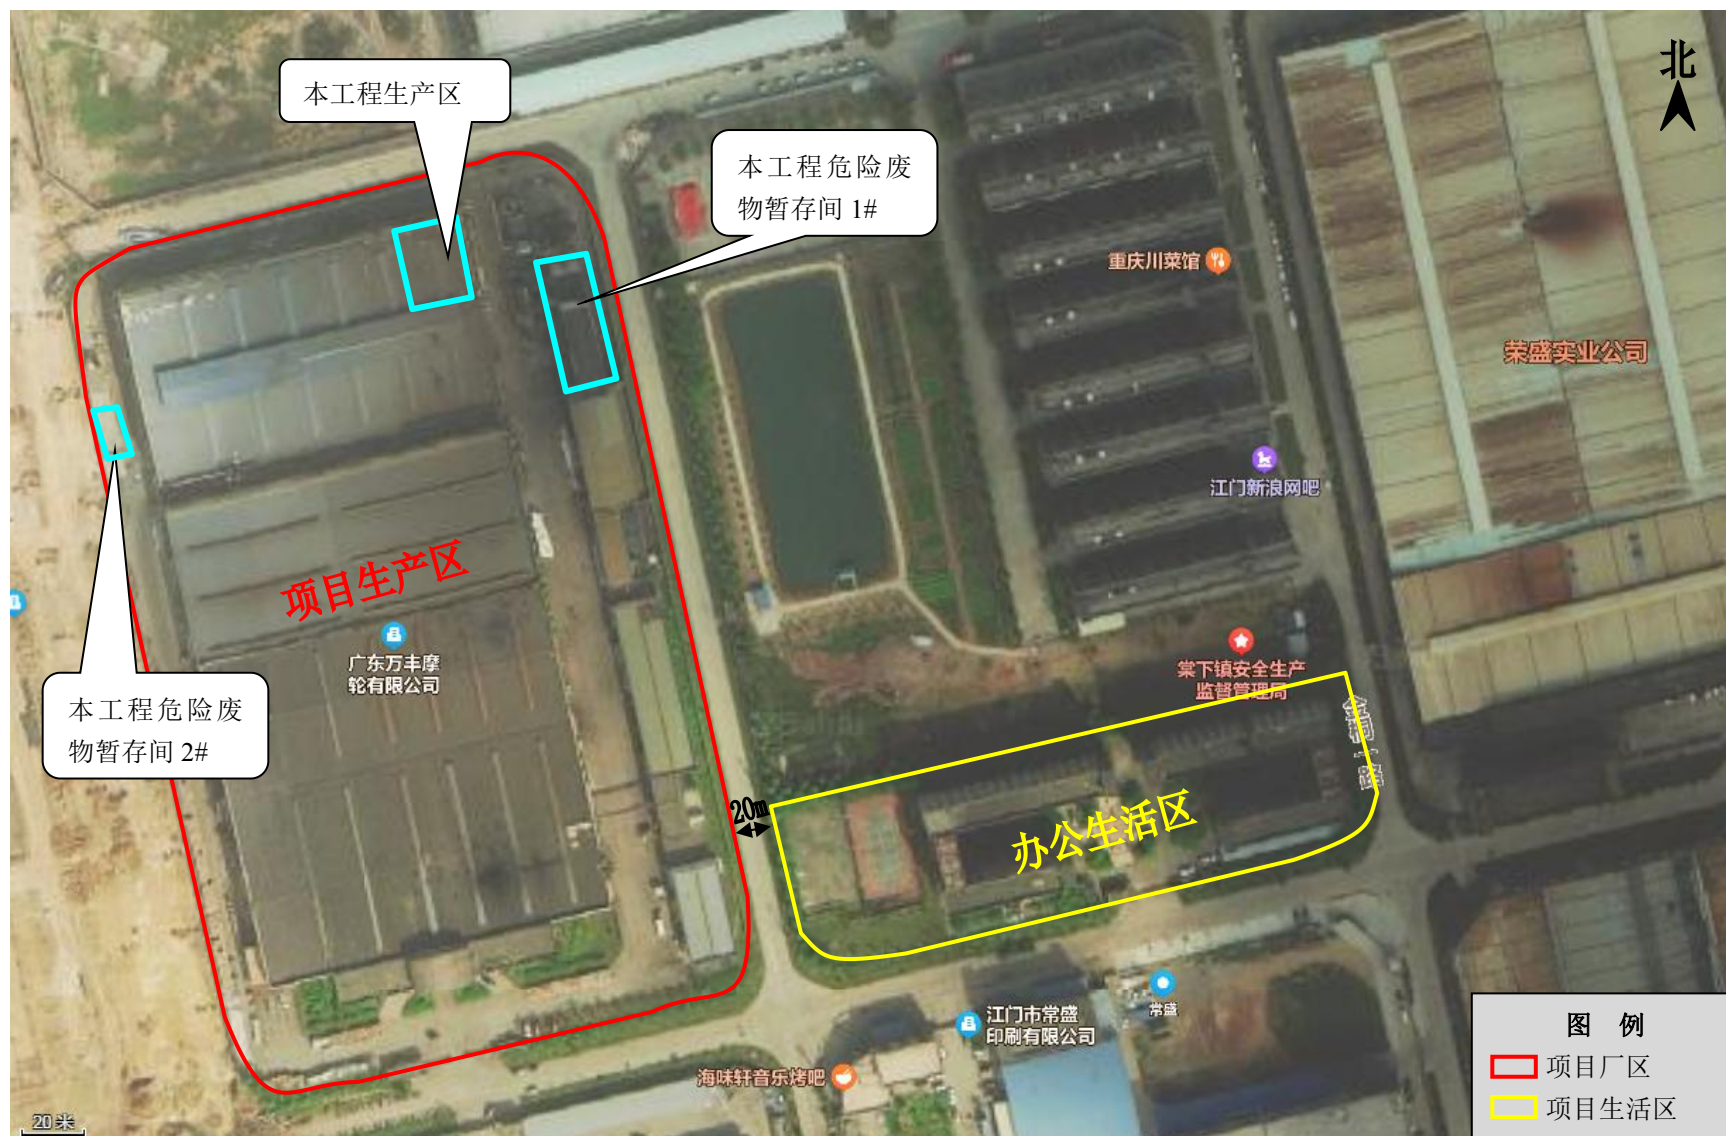 北
本工程生产区
本工程危险废
物暂存间 1#
重庆川菜馆
荣盛实业公司
江门新浪网吧
项目生产区
广东万丰摩
轮有限公司
棠下镇安全生产
监督管理局
本工程危险废
物暂存间 2#
20m
办公生活区
江门市常盛
印刷有限公司
常盛
海味轩音乐烤吧
图 例
项目厂区
项目生活区
20 米